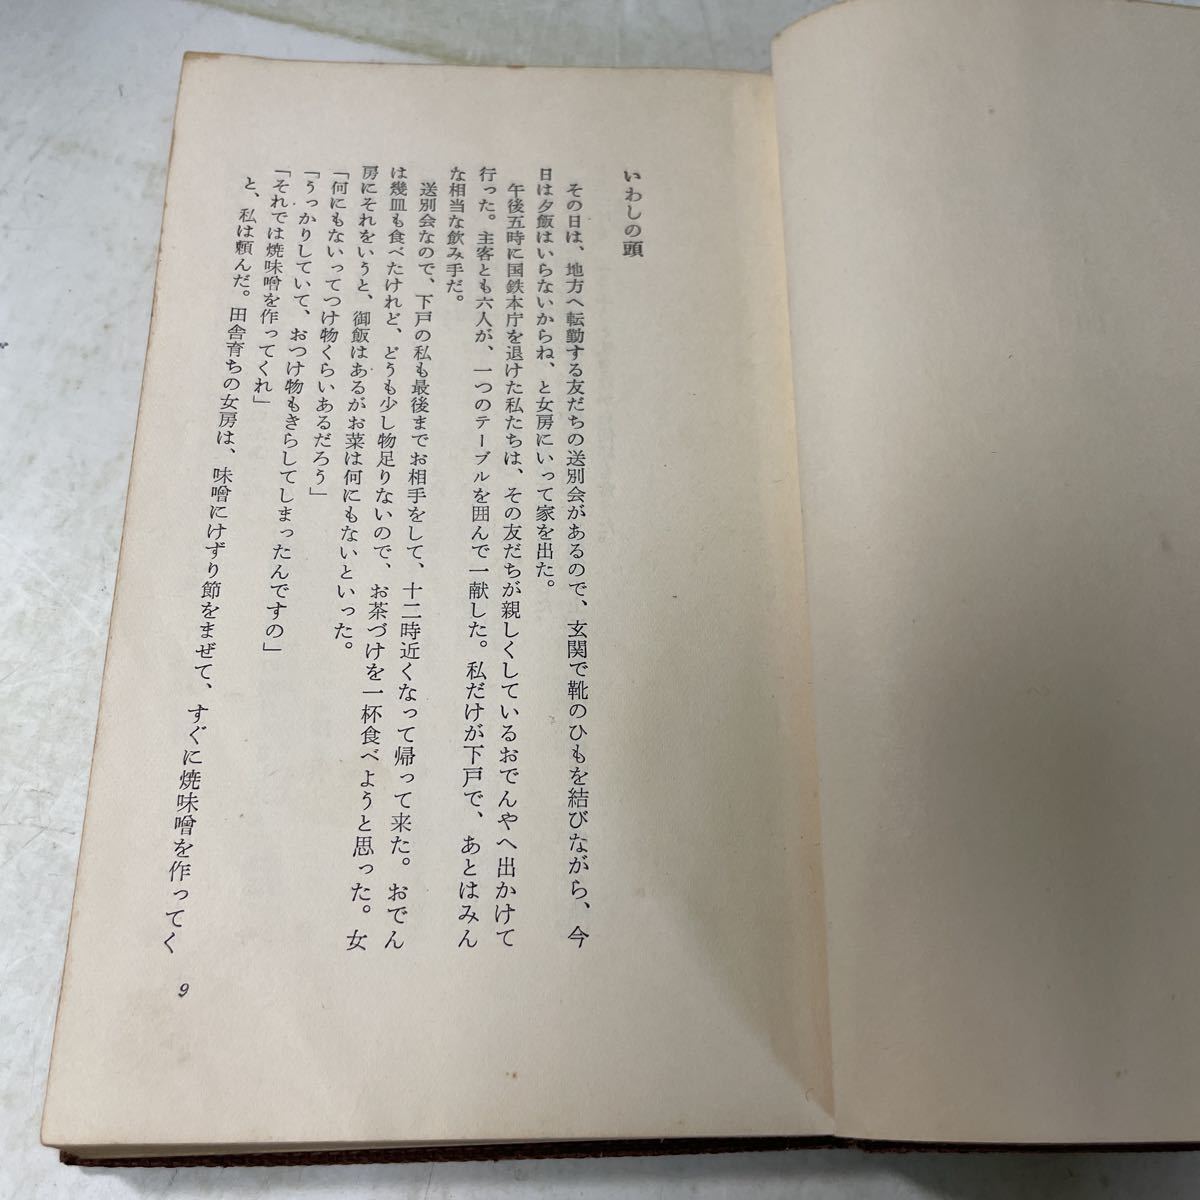 いわしの頭
その日は、地方へ転勤する友だちの送別会があるので、玄関で靴のひもを結びながら、今
日は夕飯はいらないからね、と女房にいって家を出た。
午後五時に国鉄本庁を退けた私たちは、その友だちが親しくしているおでんやへ出かけて
行った。主客とも六人が、一つのテーブルを囲んで一献した。私だけが下戸で、あとはみん
な相当な飲み手だ。
送別会なので、下戸の私も最後までお相手をして、十二時近くなって帰って来た。おでん
は幾皿も食べたけれど、どうも少し物足りないので、お茶づけを一杯食べようと思った。女
房にそれをいうと、御飯はあるがお菜は何にもないといった。
「何にもないってつけ物くらいあるだろう」
「うっかりしていて、おつけ物もきらしてしまったんですの」
「それでは焼味噌を作ってくれ」
と、私は頼んだ。田舎育ちの女房は、味噌にけずり節をまぜて、すぐに焼味噌を作ってく
9